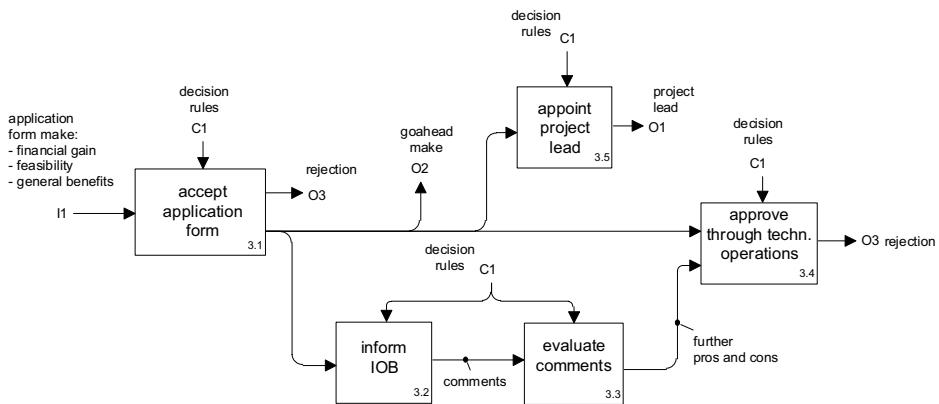 decision
rules
C1
application
form make:
- financial gain
- feasibility
- general benefits
I1
decision
rules
C1
accept
application
form
3.1
rejection
O3
goahead
make
O2
appoint
project
lead
3.5
project
lead
O1
decision
rules
C1
approve
through techn.
operations
3.4
O3 rejection
decision
rules
C1
inform
IOB
3.2
comments
evaluate
comments
3.3
further
pros and cons